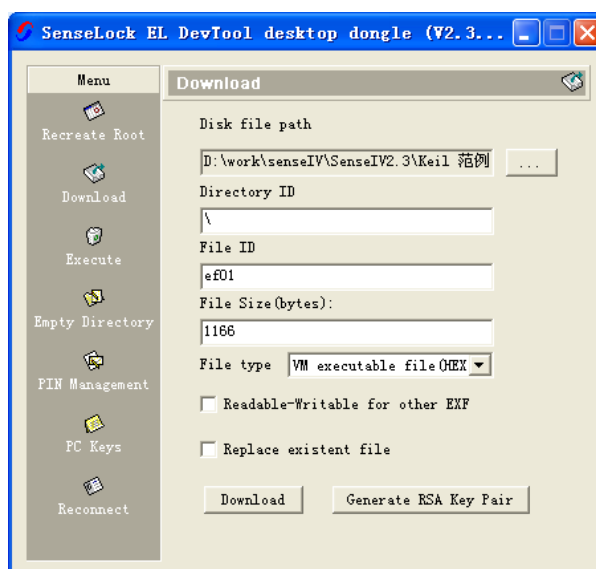 SenseLock EL DevTool desktop dongle (V2.3...
Menu
Recreate Root
Download
Execute
Empty Directory
PIN Management
PC Keys
Reconnect
Download
Disk file path
D:\work\senseIV\SenseIV2.3\Keil 范例
...
Directory ID
\
File ID
ef01
File Size(bytes):
1166
File type VM executable file(HEX
Readable-Writable for other EXF
Replace existent file
Download Generate RSA Key Pair